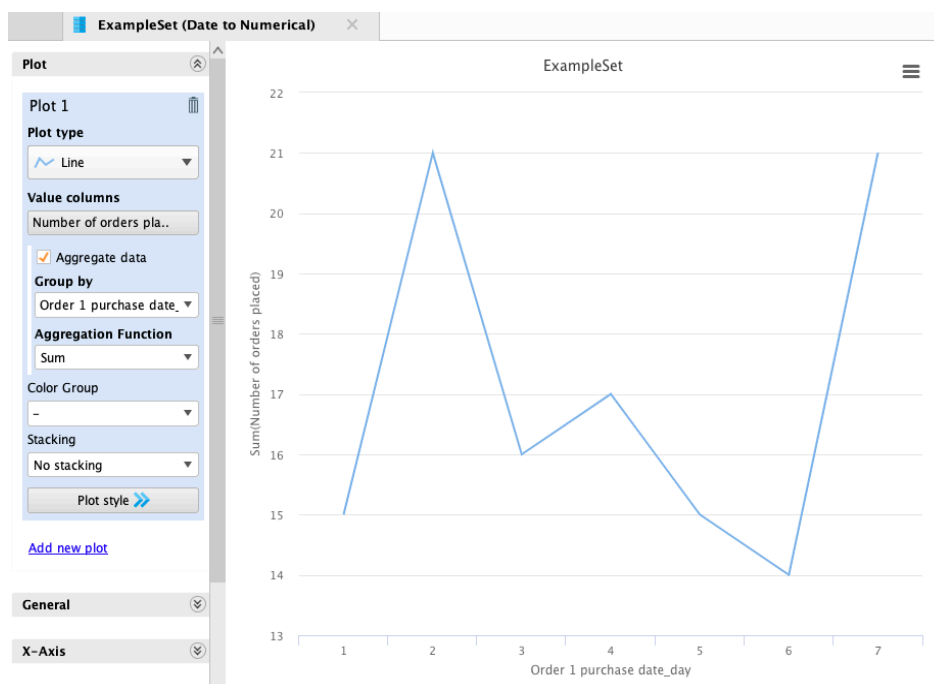 ExampleSet (Date to Numerical)
Plot
Plot 1
Plot type
Line
Value columns
Number of orders pla..
Aggregate data
Group by
Order 1 purchase date_
Aggregation Function
Sum
Color Group
–
Stacking
No stacking
Plot style
Add new plot
General
X-Axis
ExampleSet
Sum(Number of orders placed)
22
21
20
19
18
17
16
15
14
13
1 2 3 4 5 6 7
Order 1 purchase date_day